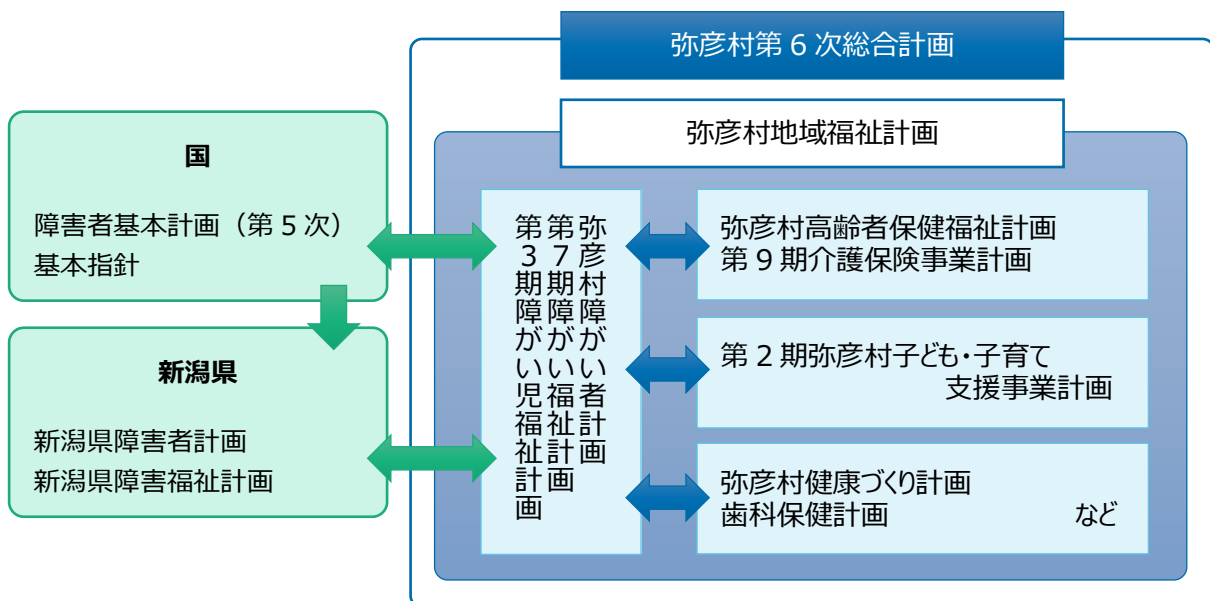 弥彦村第6次総合計画
弥彦村地域福祉計画
国
障害者基本計画（第5次）
基本指針
新潟県
新潟県障害者計画
新潟県障害福祉計画
弥彦村障がい者計画
第7期障がい福祉計画
第3期障がい児福祉計画
弥彦村高齢者保健福祉計画
第9期介護保険事業計画
第2期弥彦村子ども・子育て
支援事業計画
弥彦村健康づくり計画
歯科保健計画 など